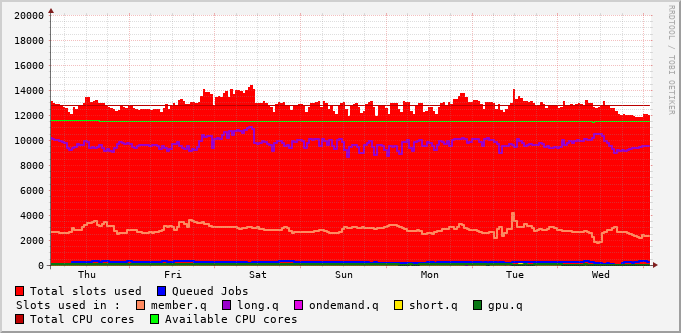 20000
18000
16000
14000
12000
10000
8000
6000
4000
2000
0
Thu Fri Sat Sun Mon Tue Wed
RRDTOOL / TOBI OETIKER
Total slots used Queued Jobs
Slots used in : member.q long.q ondemand.q short.q gpu.q
Total CPU cores Available CPU cores